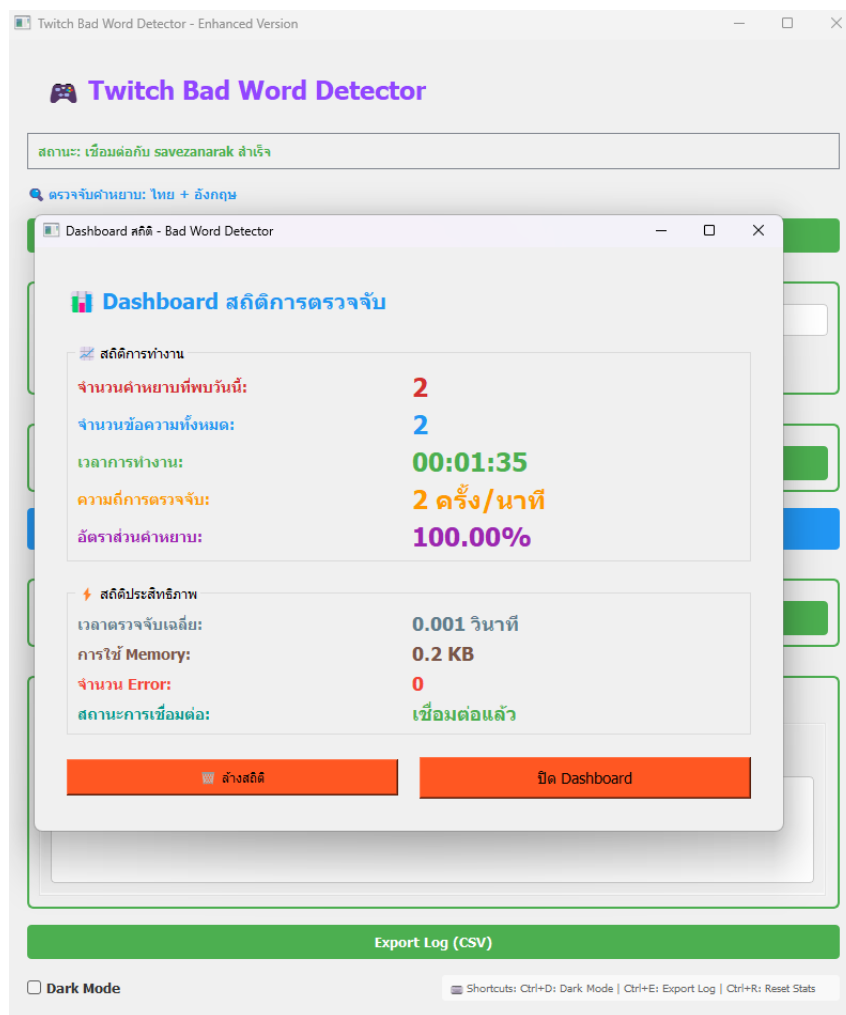 Twitch Bad Word Detector - Enhanced Version
Twitch Bad Word Detector
สถานะ: เชื่อมต่อกับ savezanarak สำเร็จ
ตรวจจับคำหยาบ: ไทย + อังกฤษ
Dashboard สถิติ - Bad Word Detector
Dashboard สถิติการตรวจจับ
สถิติการทำงาน
จำนวนคำหยาบที่พบวันนี้: 2
จำนวนข้อความทั้งหมด: 2
เวลาการทำงาน: 00:01:35
ความถี่การตรวจจับ: 2 ครั้ง/นาที
อัตราส่วนคำหยาบ: 100.00%
สถิติประสิทธิภาพ
เวลาตรวจจับเฉลี่ย: 0.001 วินาที
การใช้ Memory: 0.2 KB
จำนวน Error: 0
สถานะการเชื่อมต่อ: เชื่อมต่อแล้ว
ล้างสถิติ ปิด Dashboard
Export Log (CSV)
Dark Mode Shortcuts: Ctrl+D: Dark Mode | Ctrl+E: Export Log | Ctrl+R: Reset Stats